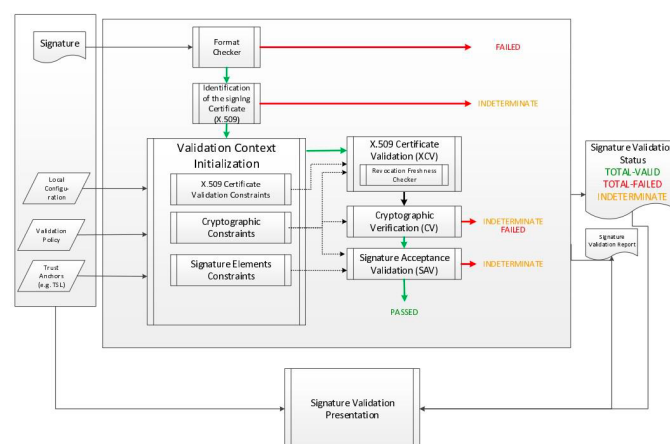 Signature
Format
Checker
FAILED
Identification
of the signing
Certificate
(X.509)
INDETERMINATE
Validation Context
Initialization
X.509 Certificate
Validation Constraints
Cryptographic
Constraints
Signature Elements
Constraints
X.509 Certificate
Validation (XCV)
Revocation Freshness
Checker
Cryptographic
Verification (CV)
INDETERMINATE
FAILED
Signature Acceptance
Validation (SAV)
INDETERMINATE
PASSED
Local
Configu-
ration
Validation
Policy
Trust
Anchors
(e.g. TSL)
Signature Validation
Status
TOTAL-VALID
TOTAL-FAILED
INDETERMINATE
Signature
Validation Report
Signature Validation
Presentation